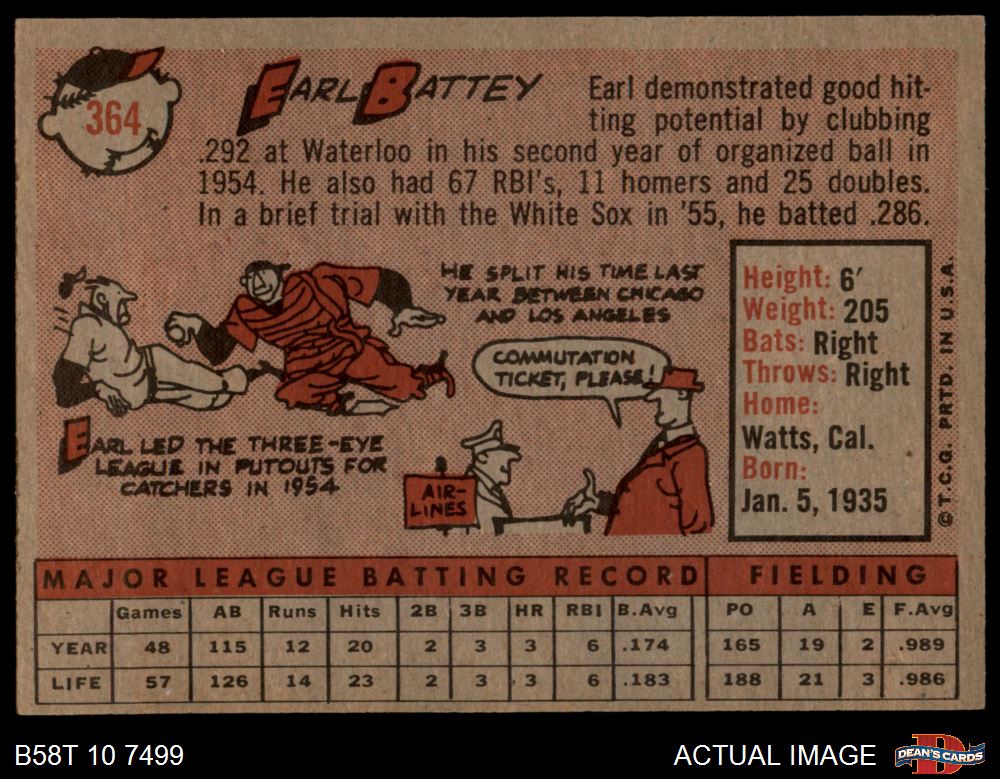 364
EARL BATTEY
Earl demonstrated good hit-
ting potential by clubbing
.292 at Waterloo in his second year of organized ball in
1954. He also had 67 RBI's, 11 homers and 25 doubles.
In a brief trial with the White Sox in '55, he batted .286.
HE SPLIT HIS TIME LAST
YEAR BETWEEN CHICAGO
AND LOS ANGELES
COMMUTATION
TICKET, PLEASE!
EARL LED THE THREE-EYE
LEAGUE IN PUTOUTS FOR
CATCHERS IN 1954
AIR-
LINES
Height: 6'
Weight: 205
Bats: Right
Throws: Right
Home:
Watts, Cal.
Born:
Jan. 5, 1935
© T.C.G. PRTD. IN U.S.A.
MAJOR LEAGUE BATTING RECORD FIELDING
Games AB Runs Hits 2B 3B HR RBI B.Avg PO A E F.Avg
YEAR 48 115 12 20 2 3 3 6 .174 165 19 2 .989
LIFE 57 126 14 23 2 3 3 6 .183 188 21 3 .986
B58T 10 7499 ACTUAL IMAGE DEAN'S CARDS